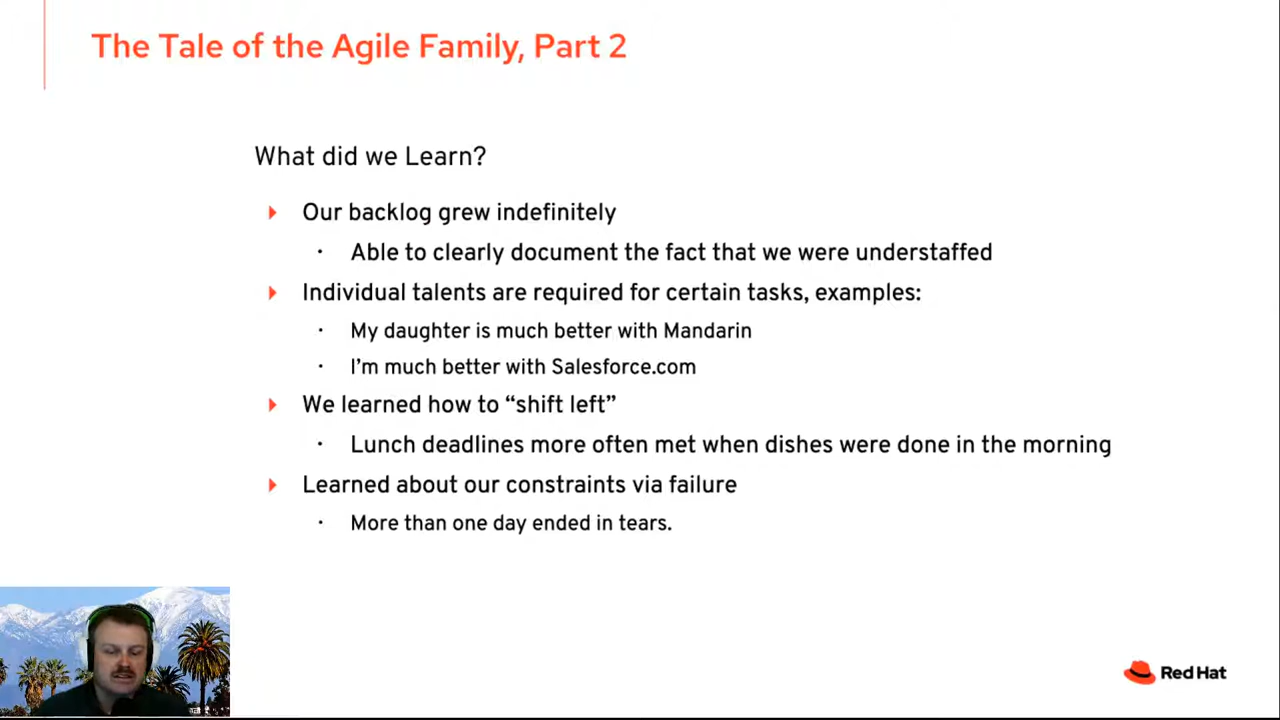 The Tale of the Agile Family, Part 2
What did we Learn?
Our backlog grew indefinitely
Able to clearly document the fact that we were understaffed
Individual talents are required for certain tasks, examples:
My daughter is much better with Mandarin
I’m much better with Salesforce.com
We learned how to “shift left”
Lunch deadlines more often met when dishes were done in the morning
Learned about our constraints via failure
More than one day ended in tears.
Red Hat